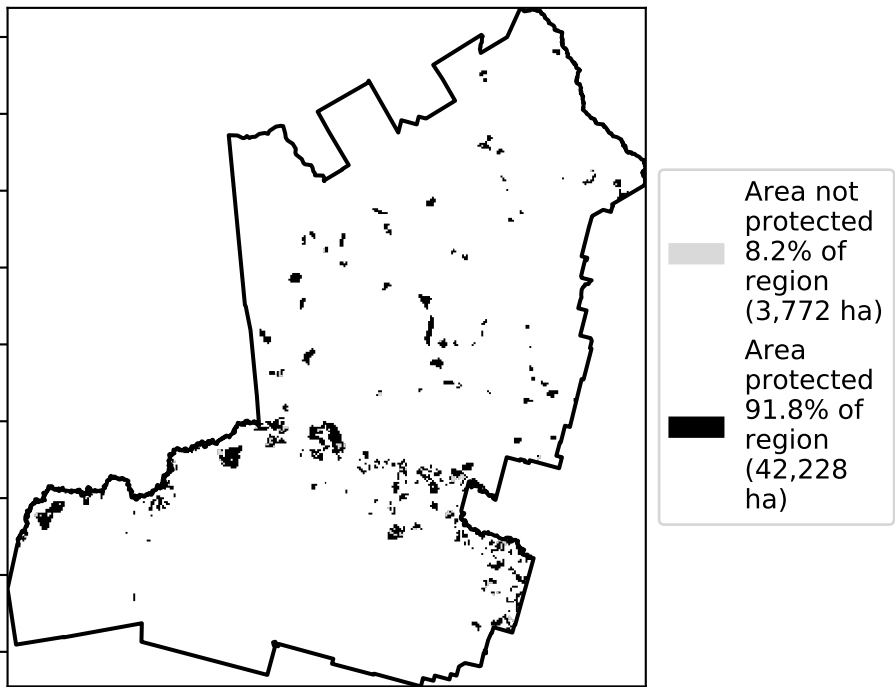 Area not
protected
8.2% of
region
(3,772 ha)
Area
protected
91.8% of
region
(42,228
ha)